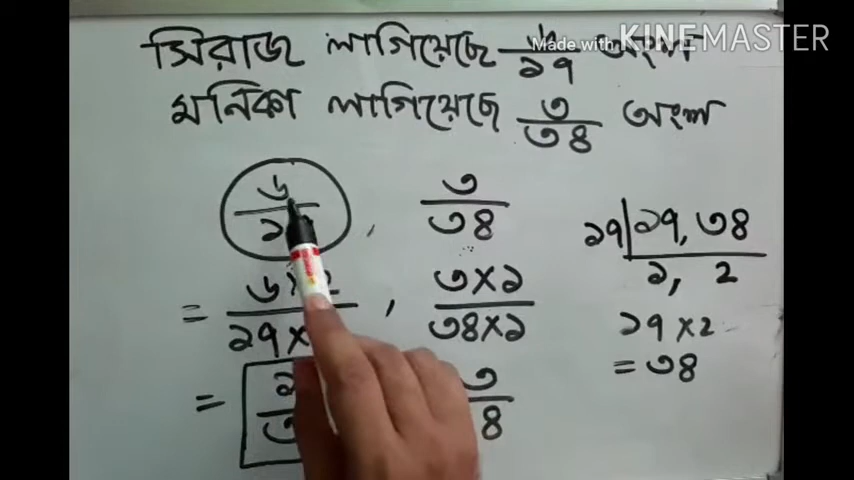 Made with KINEMASTER
সিরাজ লাগিয়েছে ৬/১৭ অংশ
মনিকা লাগিয়েছে ৩/৩৪ অংশ
৬/১৭, ৩/৩৪
= ৬×২/১৭×, ৩×১/৩৪×১
= ৩/৪
১৭ | ১৭, ৩৪
১, ২
১৭×২
= ৩৪